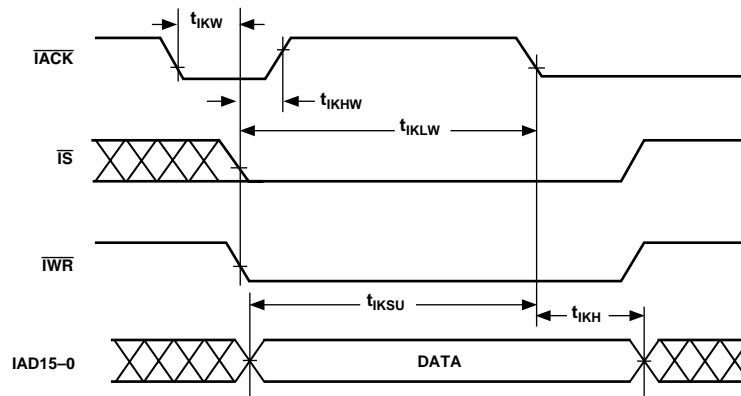 tIKW
IACK
tIKHW
tIKLW
IS
IWR
tIKSU
tIKH
IAD15–0
DATA